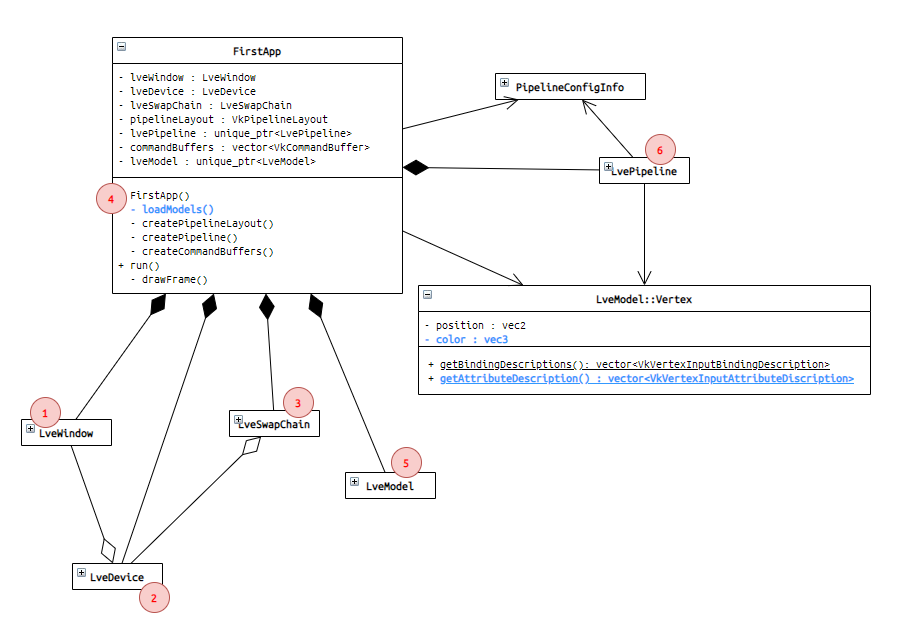 FirstApp
- lveWindow : LveWindow
- lveDevice : LveDevice
- lveSwapChain : LveSwapChain
- pipelineLayout : VkPipelineLayout
- lvePipeline : unique_ptr<LvePipeline>
- commandBuffers : vector<VkCommandBuffer>
- lveModel : unique_ptr<LveModel>
4
FirstApp()
- loadModels()
- createPipelineLayout()
- createPipeline()
- createCommandBuffers()
+ run()
- drawFrame()
PipelineConfigInfo
6
LvePipeline
LveModel::Vertex
- position : vec2
- color : vec3
+ getBindingDescriptions(): vector<VkVertexInputBindingDescription>
+ getAttributeDescription() : vector<VkVertexInputAttributeDiscription>
1
LveWindow
3
LveSwapChain
5
LveModel
LveDevice
2